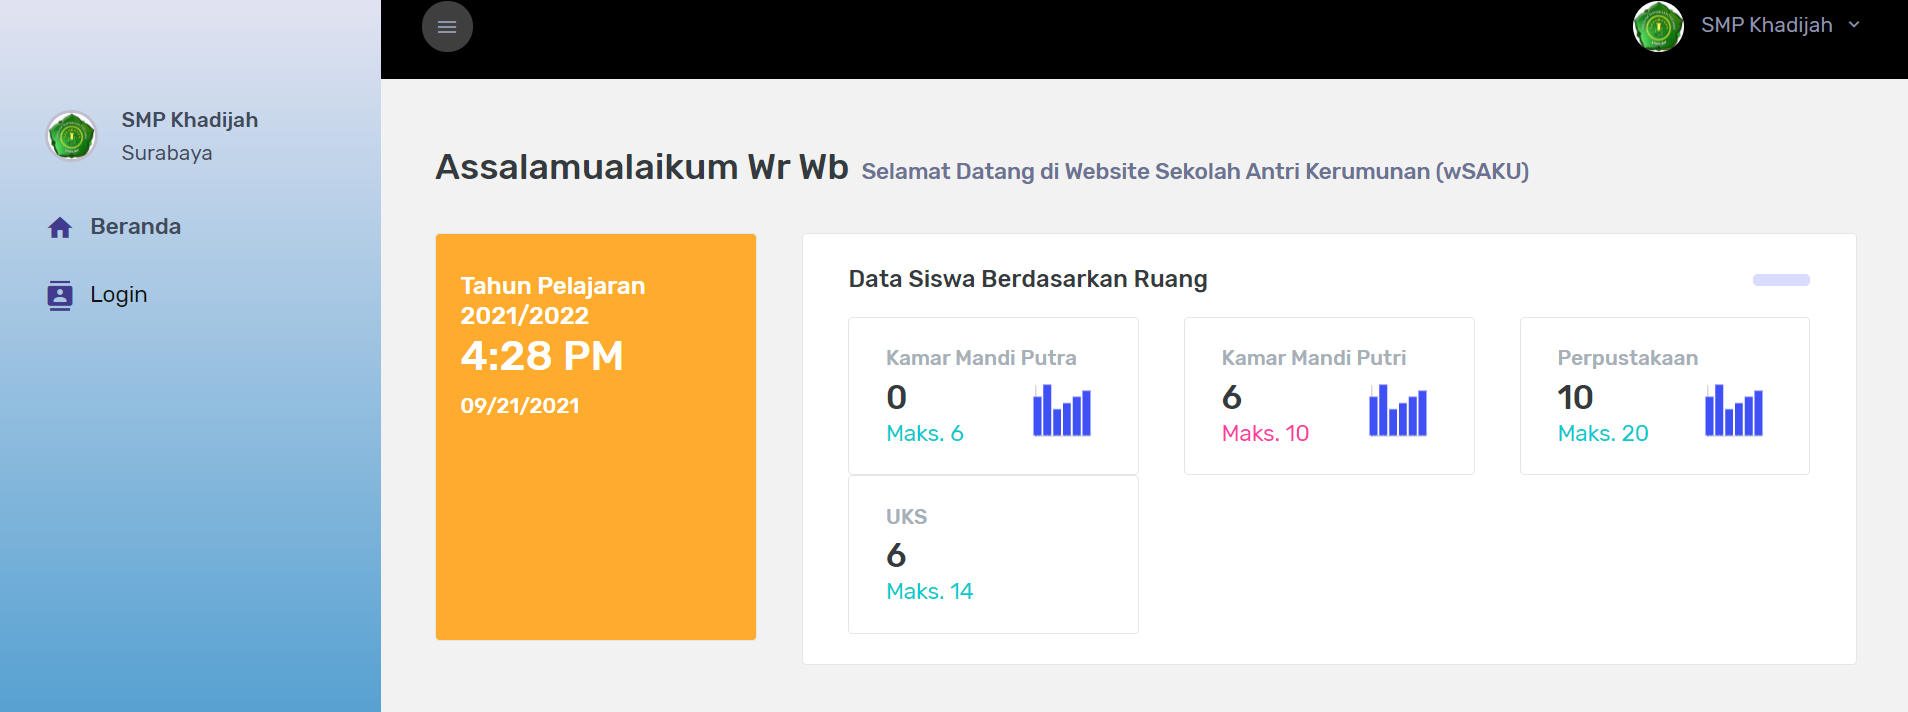 SMP Khadijah
SMP Khadijah
Surabaya
Beranda
Login
Assalamualaikum Wr Wb Selamat Datang di Website Sekolah Antri Kerumunan (wSAKU)
Tahun Pelajaran
2021/2022
4:28 PM
09/21/2021
Data Siswa Berdasarkan Ruang
Kamar Mandi Putra
0
Maks. 6
Kamar Mandi Putri
6
Maks. 10
Perpustakaan
10
Maks. 20
UKS
6
Maks. 14